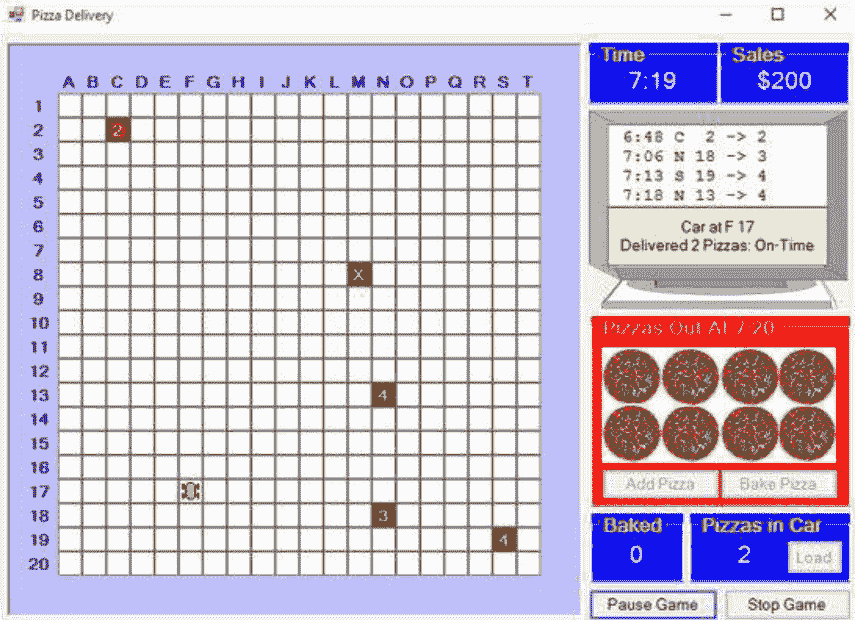 Pizza Delivery
A B C D E F G H I J K L M N O P Q R S T
1
2 2
3
4
5
6
7
8 X
9
10
11
12
13 4
14
15
16
17
18 3
19 4
20
Time
7:19
Sales
$200
6:48 C 2 -> 2
7:06 N 18 -> 3
7:13 S 19 -> 4
7:18 N 13 -> 4
Car at F 17
Delivered 2 Pizzas: On-Time
Pizzas Out At 7:20
Add Pizza
Bake Pizza
Baked
0
Pizzas in Car
2
Load
Pause Game
Stop Game